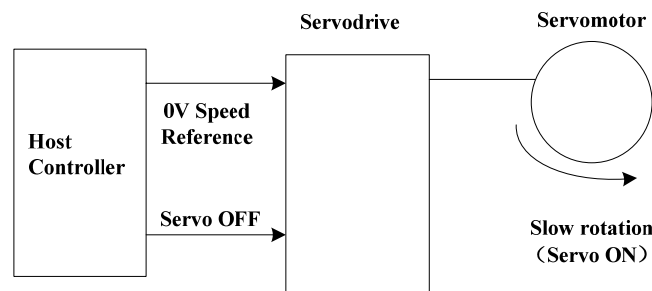 Servodrive
Servomotor
Host
Controller
0V Speed
Reference
Servo OFF
Slow rotation
（Servo ON）